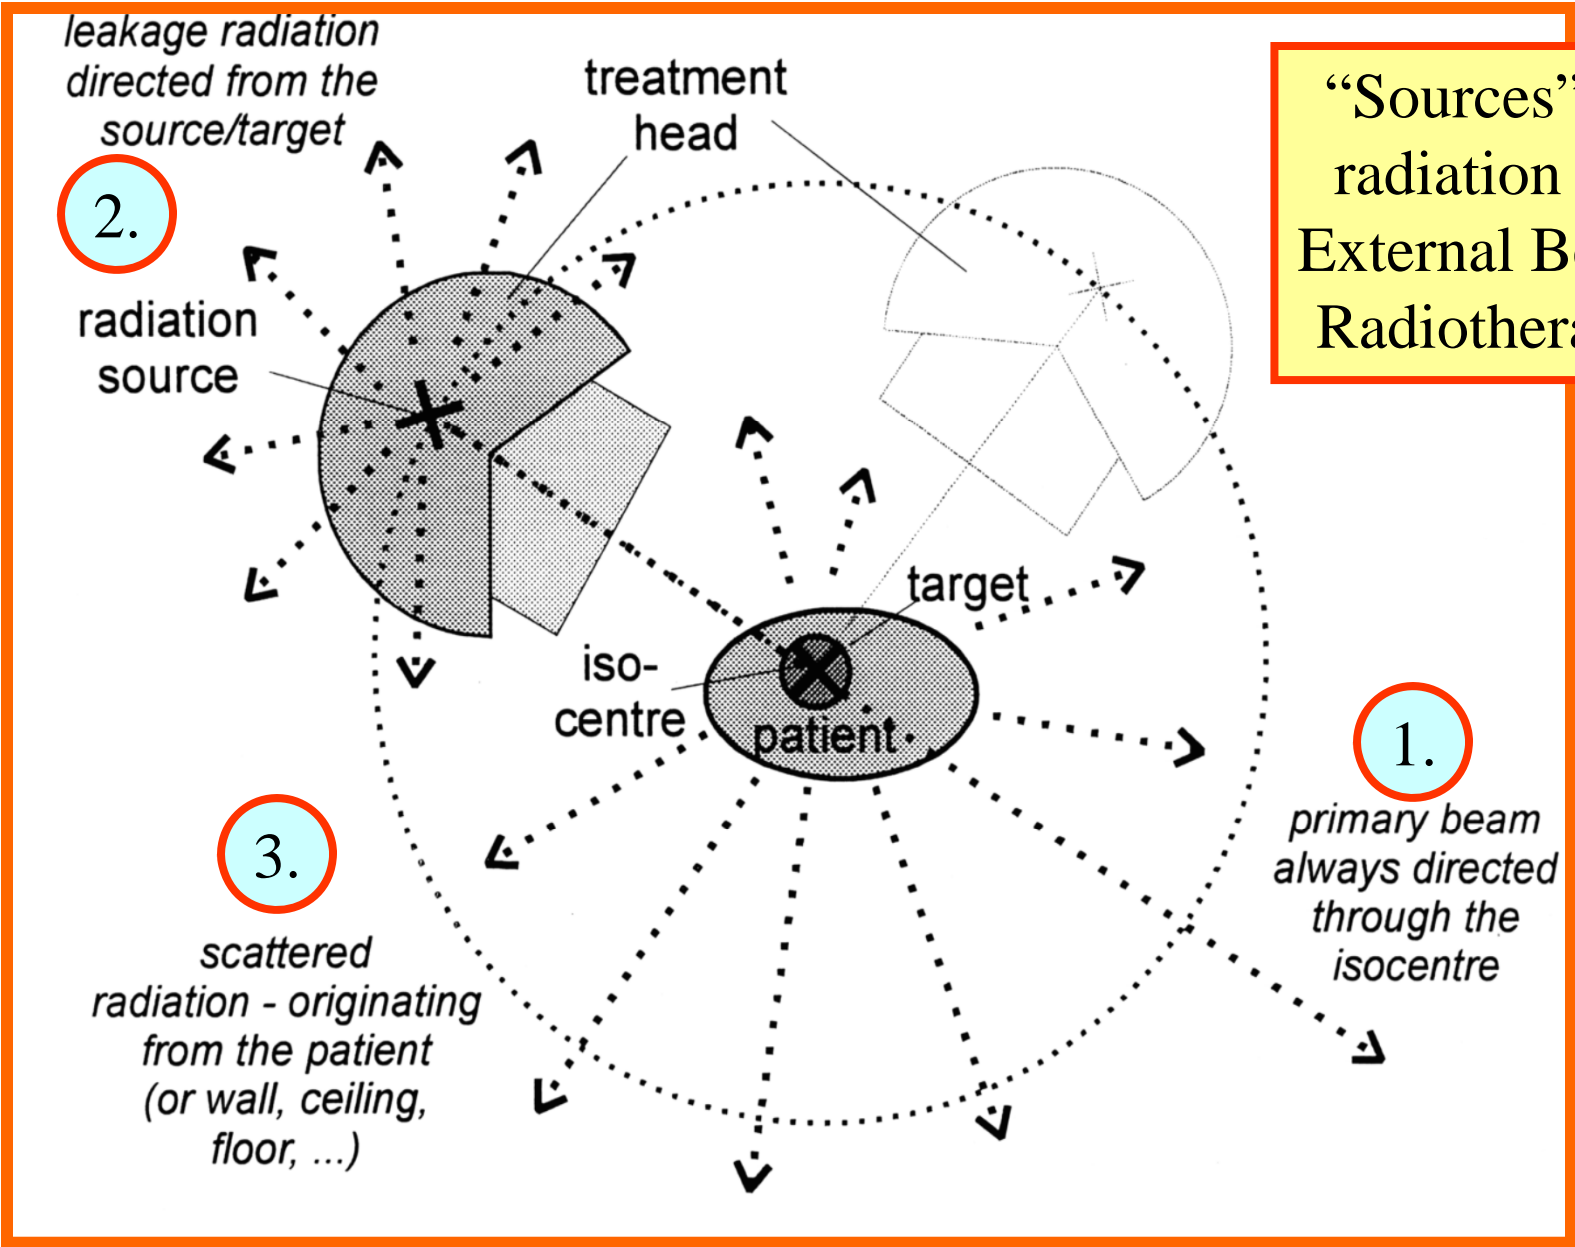 leakage radiation
directed from the
source/target
2.
treatment
head
“Sources”
radiation
External
Radiothera
radiation
source
target
iso-
centre
patient
1.
primary beam
always directed
through the
isocentre
3.
scattered
radiation - originating
from the patient
(or wall, ceiling,
floor, ...)